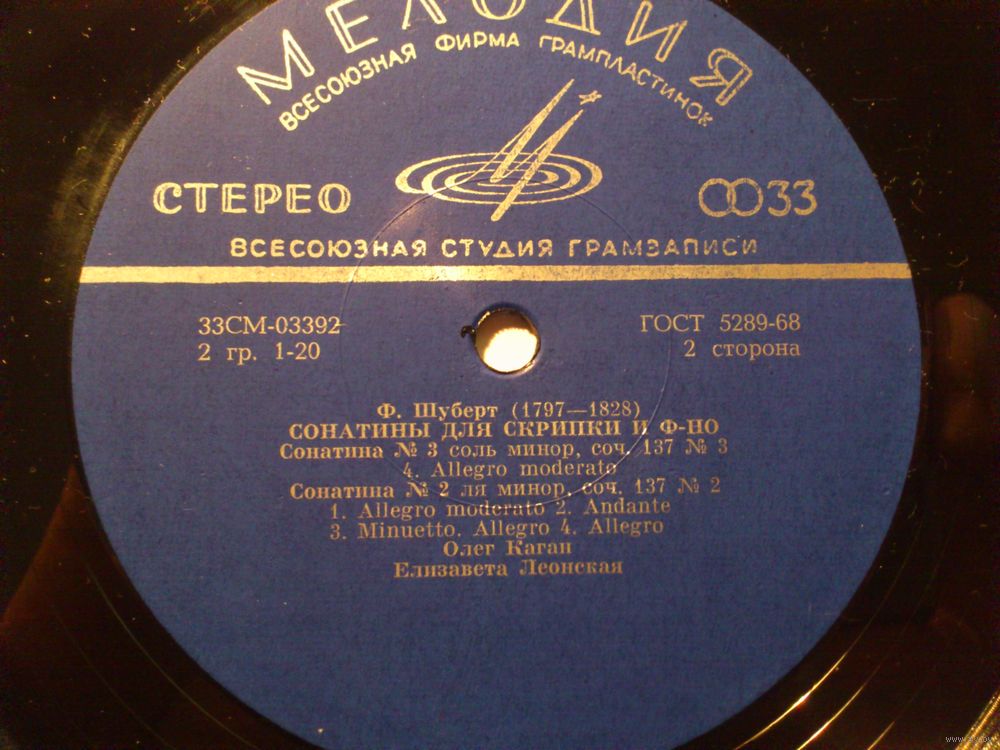 МЕЛОДИЯ
ВСЕСОЮЗНАЯ ФИРМА ГРАМПЛАСТИНОК
СТЕРЕО
33
ВСЕСОЮЗНАЯ СТУДИЯ ГРАМЗАПИСИ
33СМ-03392
ГОСТ 5289-68
2 гр. 1-20
2 сторона
Ф. Шуберт (1797—1828)
СОНАТИНЫ ДЛЯ СКРИПКИ И Ф-НО
Сонатина № 3 соль минор, соч. 137 № 3
4. Allegro moderato
Сонатина № 2 ля минор, соч. 137 № 2
1. Allegro moderato 2. Andante
3. Minuetto. Allegro 4. Allegro
Олег Каган
Елизавета Леонская